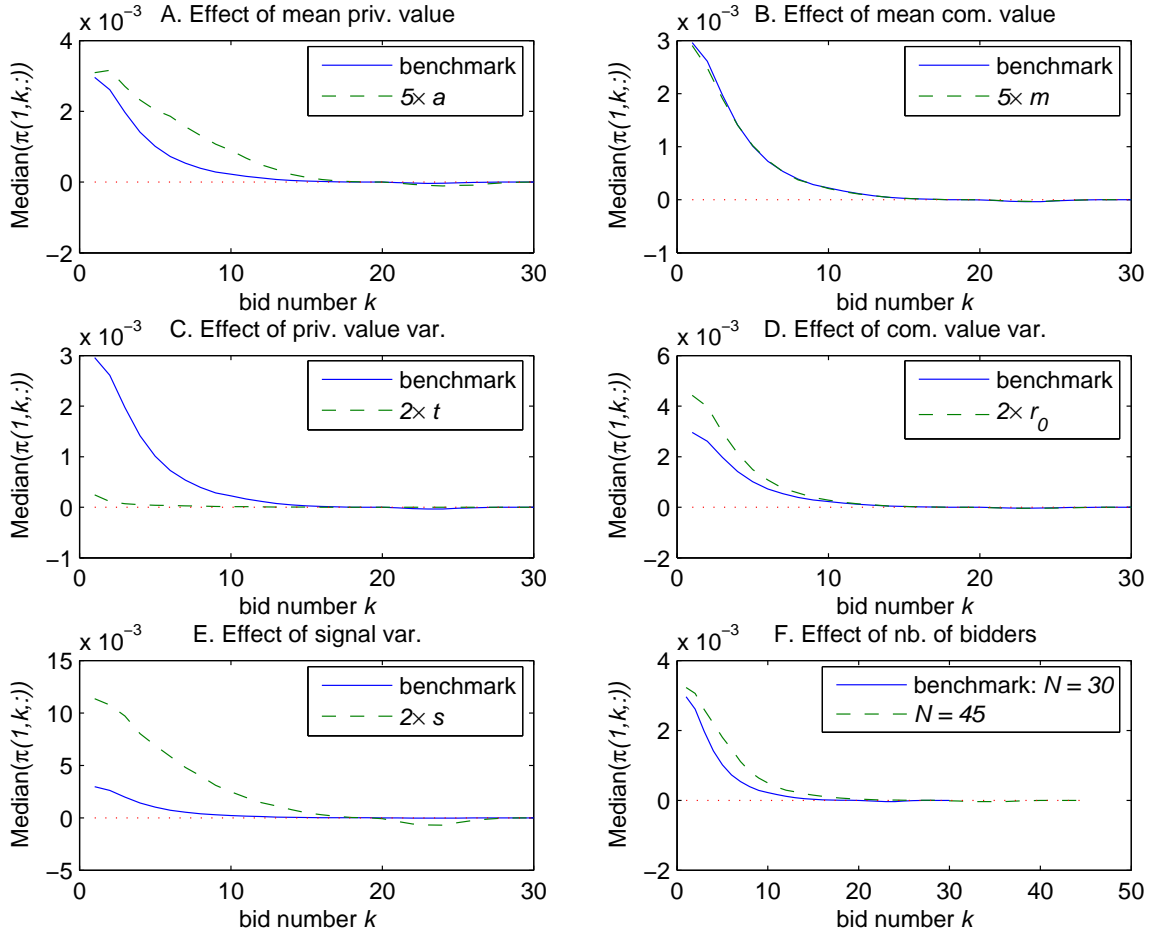 A. Effect of mean priv. value
x 10⁻³
4
2
0
−2
Median(π(1,k,:))
benchmark
5× a
10
20
30
0
bid number k
B. Effect of mean com. value
x 10⁻³
3
2
1
0
−1
Median(π(1,k,:))
benchmark
5× m
0
10
20
30
bid number k
C. Effect of priv. value var.
x 10⁻³
3
2
1
0
−1
Median(π(1,k,:))
benchmark
2× t
0
10
20
30
bid number k
D. Effect of com. value var.
x 10⁻³
6
4
2
0
−2
Median(π(1,k,:))
benchmark
2× r₀
0
10
20
30
bid number k
E. Effect of signal var.
x 10⁻³
15
10
5
0
−5
Median(π(1,k,:))
benchmark
2× s
0
10
20
30
bid number k
F. Effect of nb. of bidders
x 10⁻³
4
2
0
−2
Median(π(1,k,:))
benchmark: N = 30
N = 45
0
10
20
30
40
50
bid number k